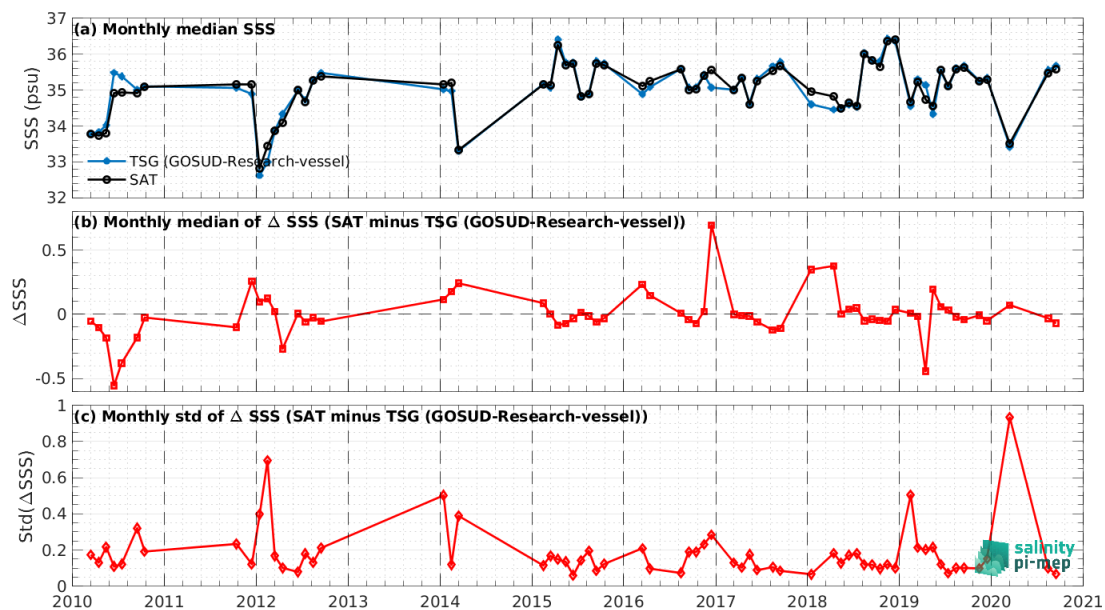 (a) Monthly median SSS
37
36
35
34
33
32
SSS (psu)
TSG (GOSUD-Research-vessel)
SAT
(b) Monthly median of △ SSS (SAT minus TSG (GOSUD-Research-vessel))
0.5
0
-0.5
△SSS
(c) Monthly std of △ SSS (SAT minus TSG (GOSUD-Research-vessel))
1
0.8
0.6
0.4
0.2
0
Std(△SSS)
salinity
pi-mep
2010 2011 2012 2013 2014 2015 2016 2017 2018 2019 2020 2021